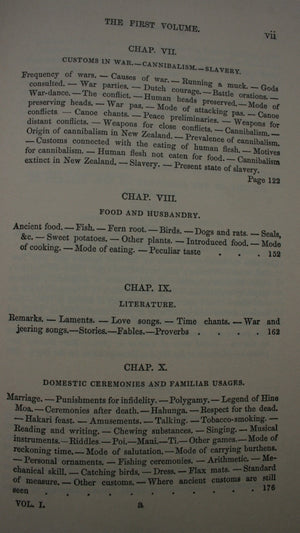 THE FIRST VOLUME. vii
CHAP. VII.
CUSTOMS IN WAR. — CANNIBALISM. — SLAVERY.
Frequency of wars. — Causes of war. — Running a muck. — Gods
consulted. — War parties. — Dutch courage. — Battle orations. —
War-dance. — The conflict. — Human heads preserved. — Mode of
preserving heads. — War pas. — Mode of attacking pas. — Canoe
conflicts — Canoe chants. — Peace preliminaries. — Weapons for
distant conflicts. — Weapons for close conflicts. — Cannibalism. —
Origin of cannibalism in New Zealand. — Prevalence of cannibalism.
— Customs connected with the eating of human flesh. — Motives
for cannibalism. — Human flesh not eaten for food. — Cannibalism
extinct in New Zealand. — Slavery. — Present state of slavery.
Page 122
CHAP. VIII.
FOOD AND HUSBANDRY.
Ancient food. — Fish. — Fern root. — Birds. — Dogs and rats. — Seals,
&c. — Sweet potatoes. — Other plants. — Introduced food. — Mode
of cooking. — Mode of eating. — Peculiar taste . . . 152
CHAP. IX.
LITERATURE.
Remarks. — Laments. — Love songs. — Time chants. — War and
jeering songs.—Stories.—Fables.—Proverbs . . . 162
CHAP. X.
DOMESTIC CEREMONIES AND FAMILIAR USAGES.
Marriage. — Punishments for infidelity. — Polygamy. — Legend of Hine
Moa. — Ceremonies after death. — Hahunga. — Respect for the dead.
— Hakari feast. — Amusements. — Talking. — Tobacco-smoking. —
Reading and writing. — Chewing substances. — Singing. — Musical
instruments. — Riddles — Poi. — Maui. — Ti. — Other games. — Mode of
reckoning time. — Mode of salutation. — Mode of carrying burthens.
— Personal ornaments. — Fishing ceremonies. — Arithmetic. — Me-
chanical skill. — Catching birds. — Dress. — Flax mats. — Standard
of measure. — Other customs. — Where ancient customs are still
seen . . . . . . . . . 176
VOL. I. a